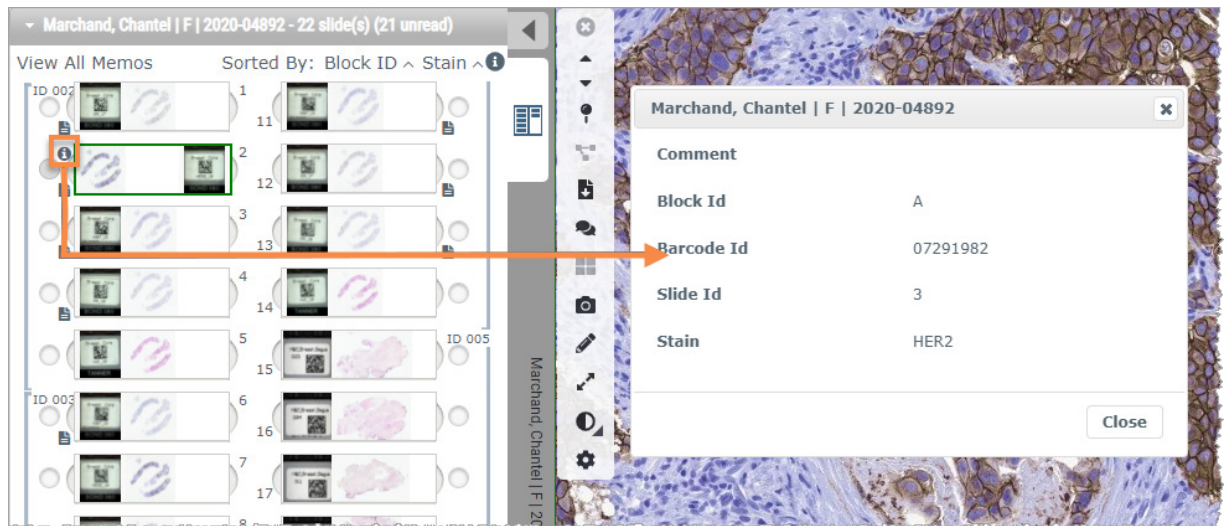 Marchand, Chantel | F | 2020-04892 - 22 slide(s) (21 unread)
View All Memos
Sorted By: Block ID ^ Stain ^
ID 002
1
11
2
12
3
13
4
14
5
ID 005
15
ID 003
6
16
7
17
8
Marchand, Chantel | F | 20
Marchand, Chantel | F | 2020-04892
Comment
Block Id A
Barcode Id 07291982
Slide Id 3
Stain HER2
Close